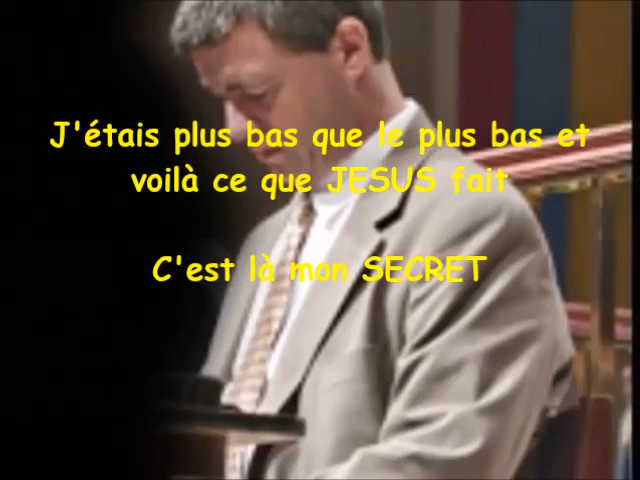 J'étais plus bas que le plus bas et
voilà ce que JESUS fait
C'est là mon SECRET